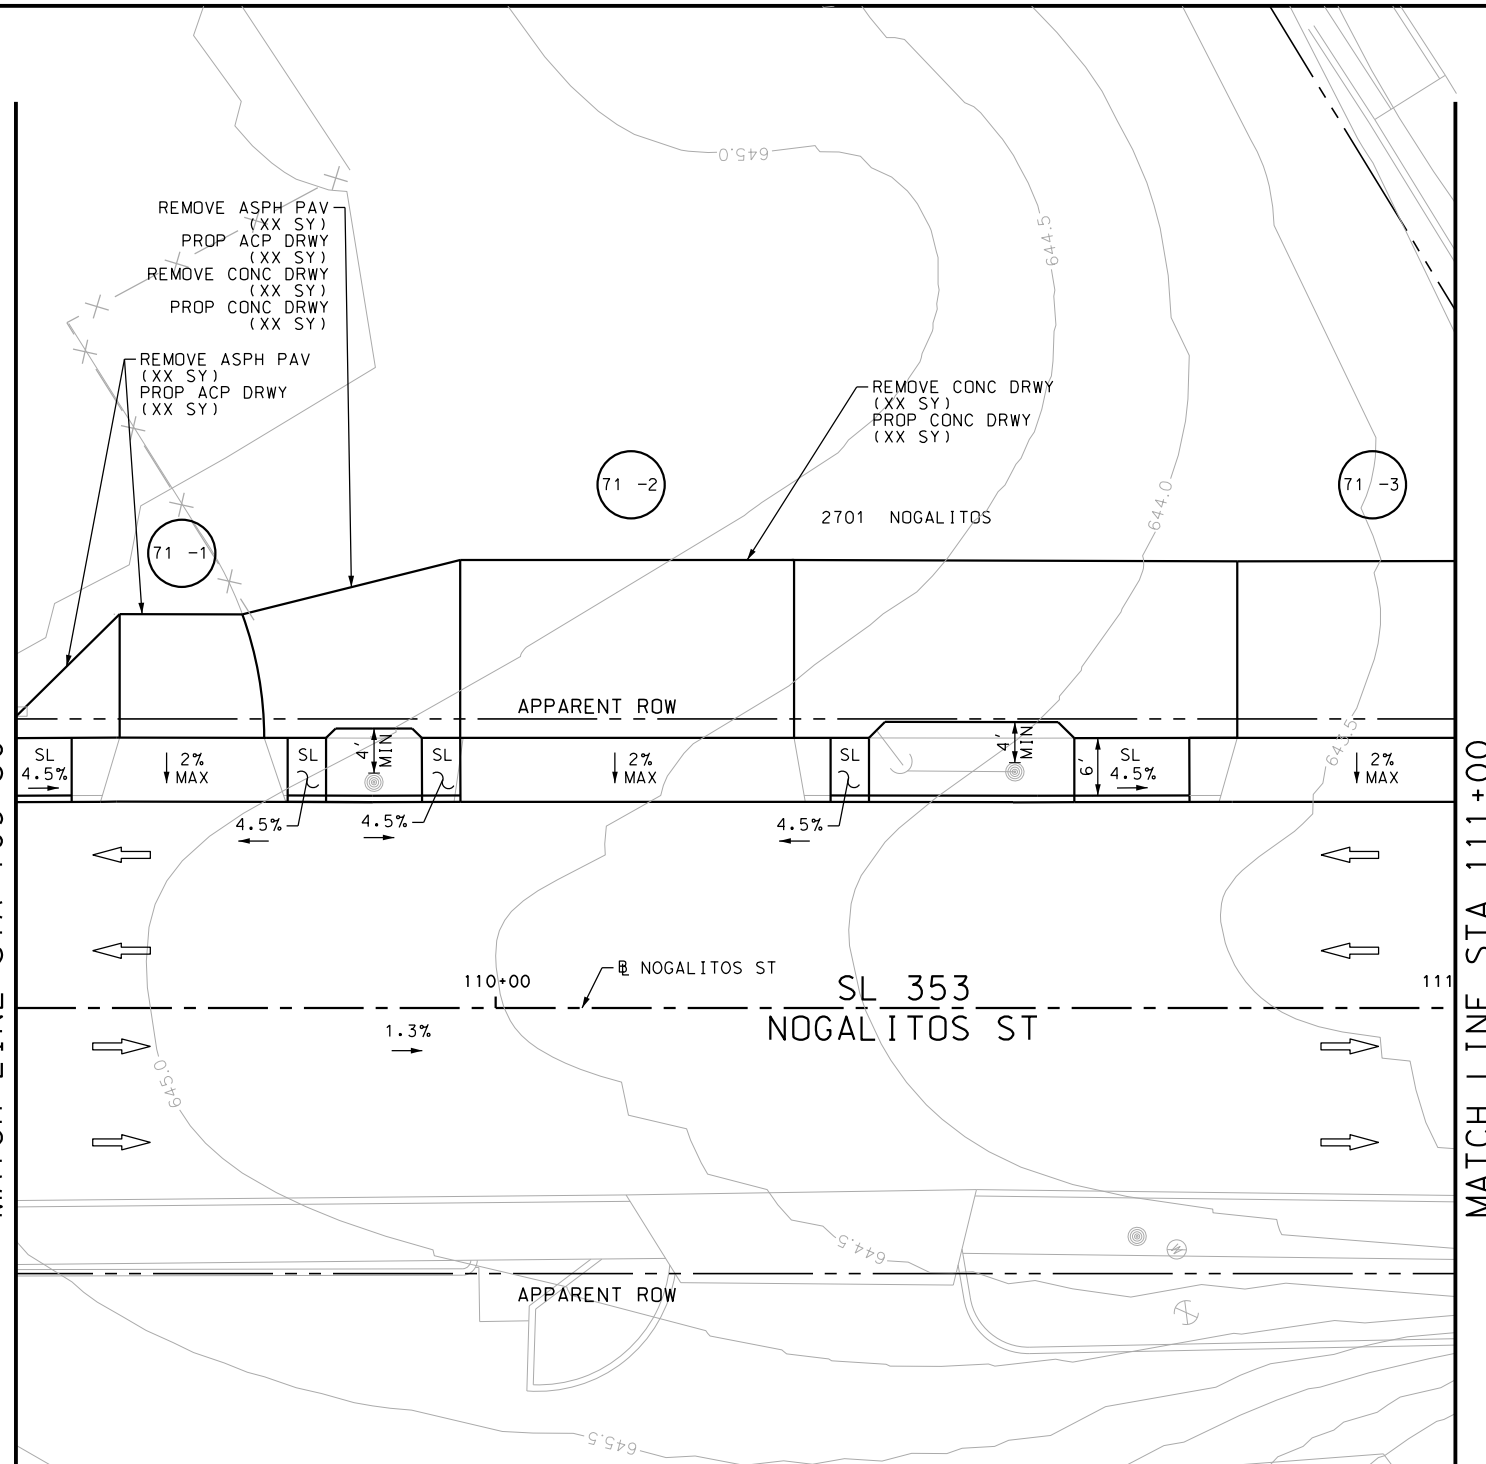 645.0
644.5
REMOVE ASPH PAV
(XX SY)
PROP ACP DRWY
(XX SY)
REMOVE CONC DRWY
(XX SY)
PROP CONC DRWY
(XX SY)
REMOVE ASPH PAV
(XX SY)
PROP ACP DRWY
(XX SY)
REMOVE CONC DRWY
(XX SY)
PROP CONC DRWY
(XX SY)
71 -1
71 -2
71 -3
2701 NOGALITOS
644.0
APPARENT ROW
643.5
SL
4.5%
2%
MAX
SL
4'
MIN
SL
2%
MAX
SL
4'
MIN
6'
SL
4.5%
2%
MAX
4.5%
4.5%
4.5%
110+00
℄ NOGALITOS ST
SL 353
NOGALITOS ST
111
1.3%
645.0
644.5
APPARENT ROW
645.5
MATCH LINE STA 111+00